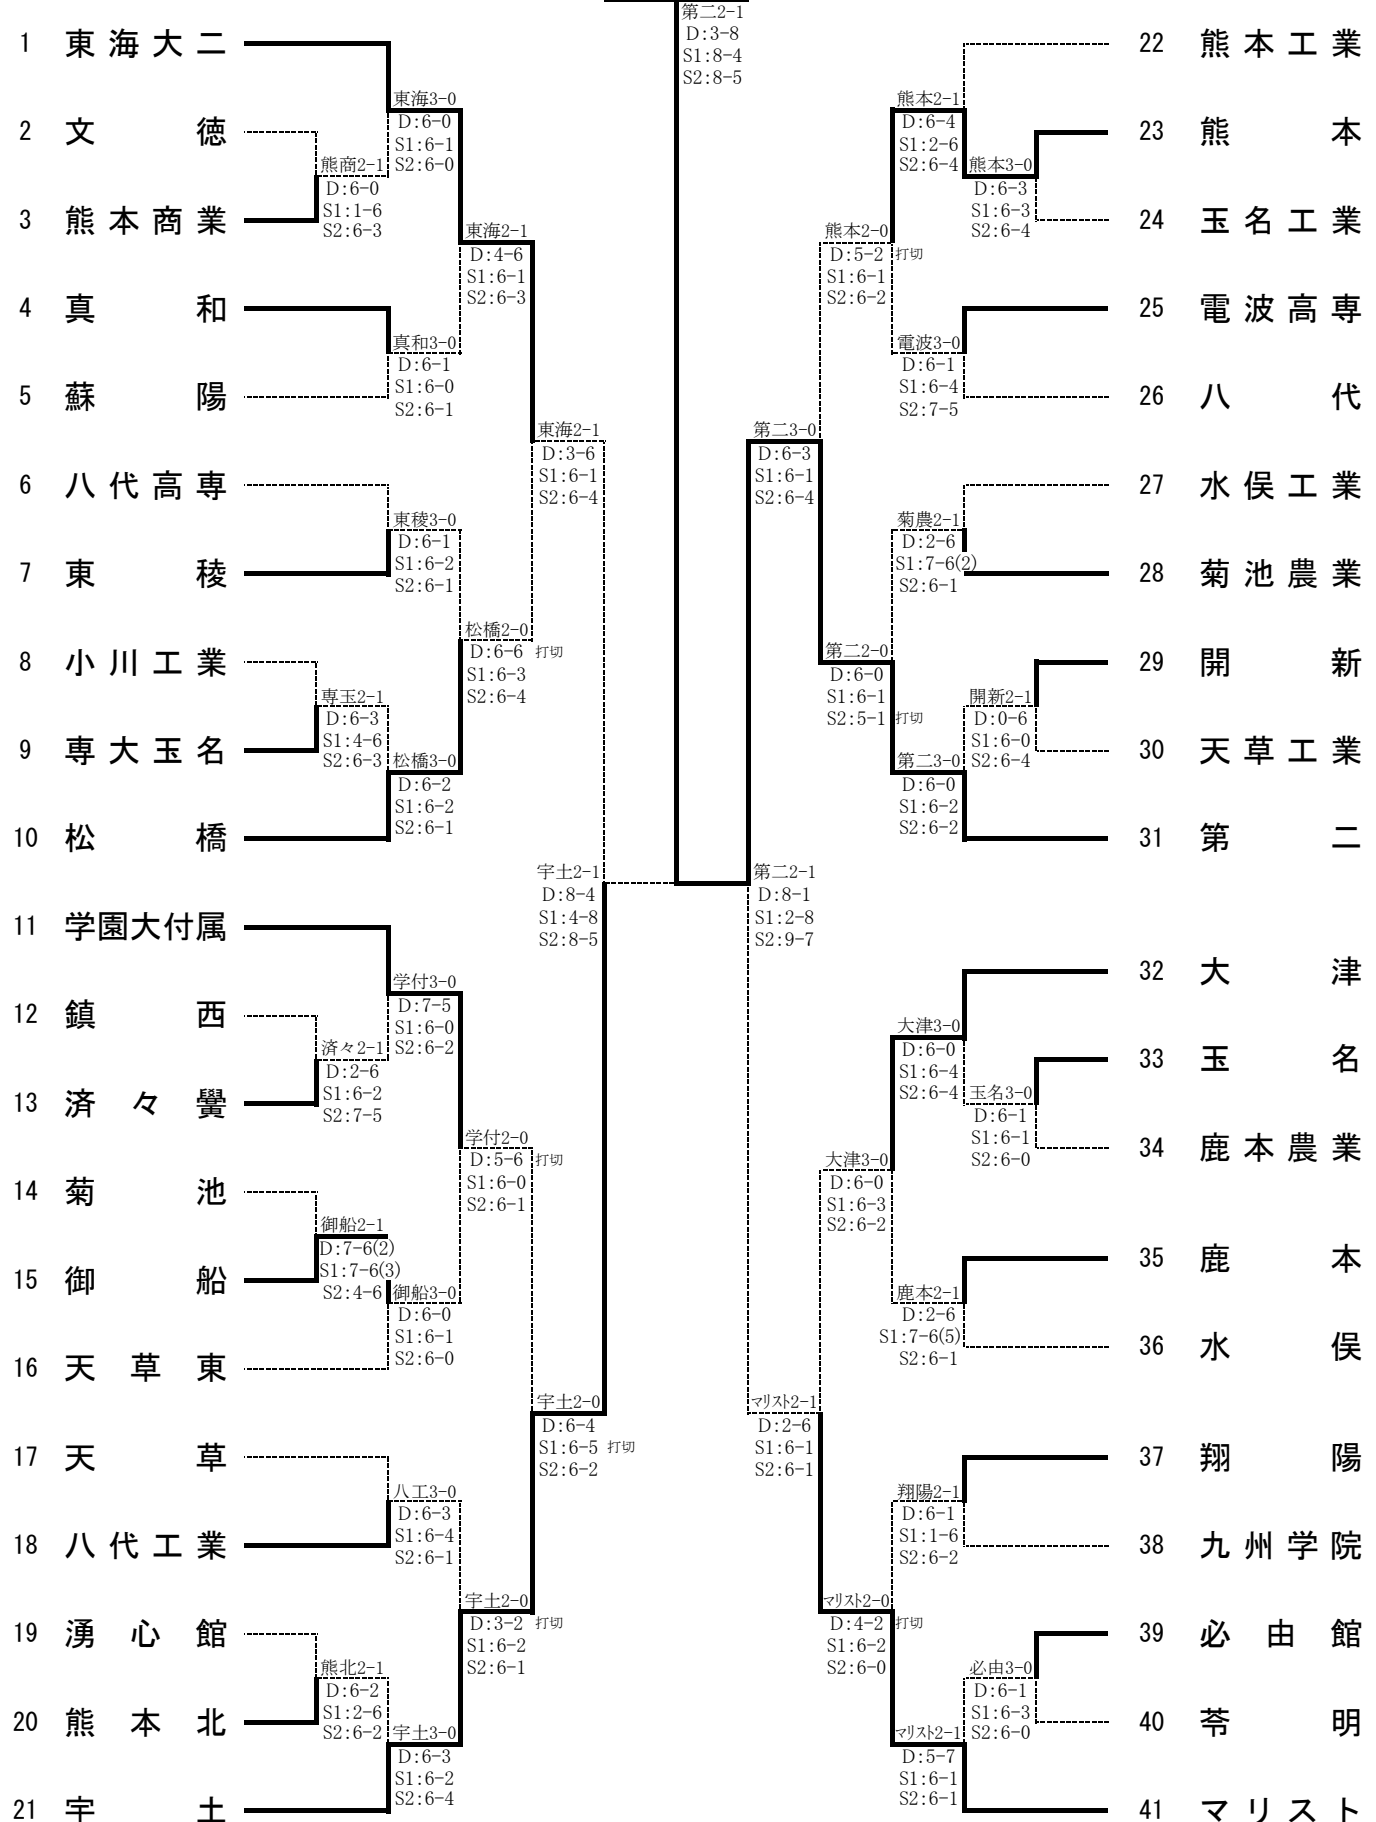 第二2-1
D:3-8
S1:8-4
S2:8-5
1 東海大二
2 文徳
3 熊本商業
4 真和
5 蘇陽
6 八代高専
7 東稜
8 小川工業
9 専大玉名
10 松橋
11 学園大付属
12 鎮西
13 済々黌
14 菊池
15 御船
16 天草東
17 天草
18 八代工業
19 湧心館
20 熊本北
21 宇土
東海3-0
D:6-0
S1:6-1
S2:6-0
熊商2-1
D:6-0
S1:1-6
S2:6-3
東海2-1
D:4-6
S1:6-1
S2:6-3
真和3-0
D:6-1
S1:6-0
S2:6-1
東海2-1
D:3-6
S1:6-1
S2:6-4
東稜3-0
D:6-1
S1:6-2
S2:6-1
松橋2-0
D:6-6 打切
S1:6-3
S2:6-4
専玉2-1
D:6-3
S1:4-6
S2:6-3
松橋3-0
D:6-2
S1:6-2
S2:6-1
宇土2-1
D:8-4
S1:4-8
S2:8-5
学付3-0
D:7-5
S1:6-0
S2:6-2
済々2-1
D:2-6
S1:6-2
S2:7-5
学付2-0
D:5-6 打切
S1:6-0
S2:6-1
御船2-1
D:7-6(2)
S1:7-6(3)
S2:4-6
御船3-0
D:6-0
S1:6-1
S2:6-0
宇土2-0
D:6-4
S1:6-5 打切
S2:6-2
八工3-0
D:6-3
S1:6-4
S2:6-1
宇土2-0
D:3-2 打切
S1:6-2
S2:6-1
熊北2-1
D:6-2
S1:2-6
S2:6-2
宇土3-0
D:6-3
S1:6-2
S2:6-4
熊本2-1
D:6-4
S1:2-6
S2:6-4
熊本3-0
D:6-3
S1:6-3
S2:6-4
熊本2-0
D:5-2 打切
S1:6-1
S2:6-2
電波3-0
D:6-1
S1:6-4
S2:7-5
第二3-0
D:6-3
S1:6-1
S2:6-4
菊農2-1
D:2-6
S1:7-6(2)
S2:6-1
第二2-0
D:6-0
S1:6-1
S2:5-1 打切
開新2-1
D:0-6
S1:6-0
S2:6-4
第二3-0
D:6-0
S1:6-2
S2:6-2
第二2-1
D:8-1
S1:2-8
S2:9-7
大津3-0
D:6-0
S1:6-4
S2:6-4
玉名3-0
D:6-1
S1:6-1
S2:6-0
大津3-0
D:6-0
S1:6-3
S2:6-2
鹿本2-1
D:2-6
S1:7-6(5)
S2:6-1
マリスト2-1
D:2-6
S1:6-1
S2:6-1
翔陽2-1
D:6-1
S1:1-6
S2:6-2
マリスト2-0
D:4-2 打切
S1:6-2
S2:6-0
必由3-0
D:6-1
S1:6-3
S2:6-0
マリスト2-1
D:5-7
S1:6-1
S2:6-1
22 熊本工業
23 熊本
24 玉名工業
25 電波高専
26 八代
27 水俣工業
28 菊池農業
29 開新
30 天草工業
31 第二
32 大津
33 玉名
34 鹿本農業
35 鹿本
36 水俣
37 翔陽
38 九州学院
39 必由館
40 苓明
41 マリスト